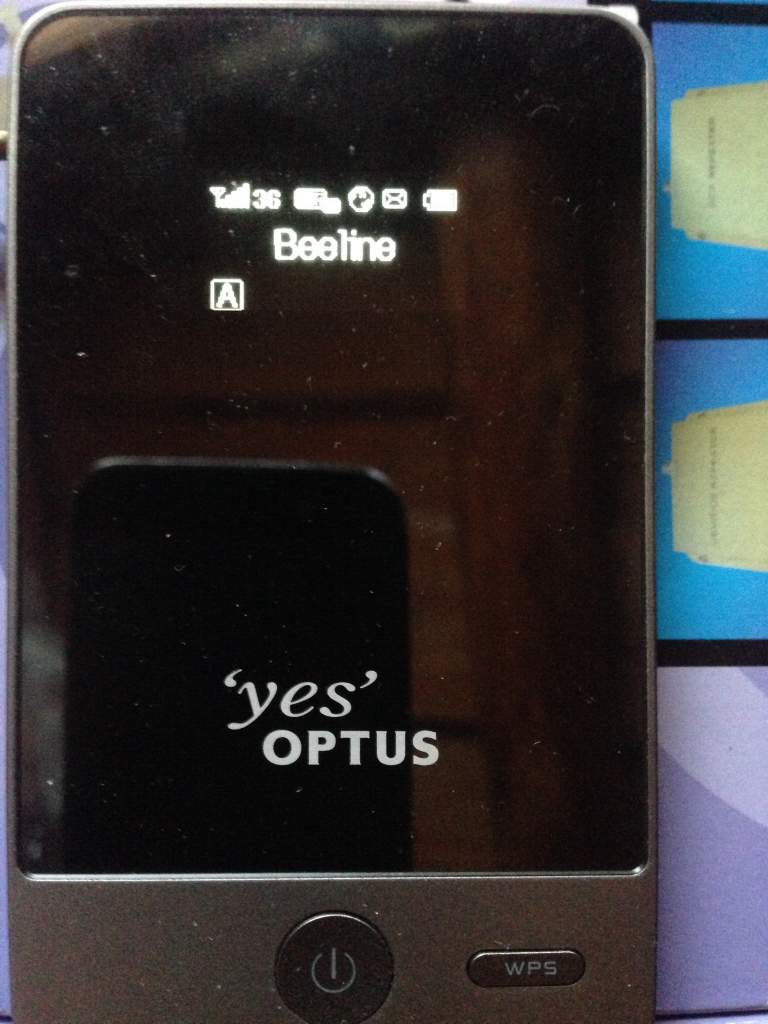 3G
Beeline
A
‘yes’
OPTUS
WPS